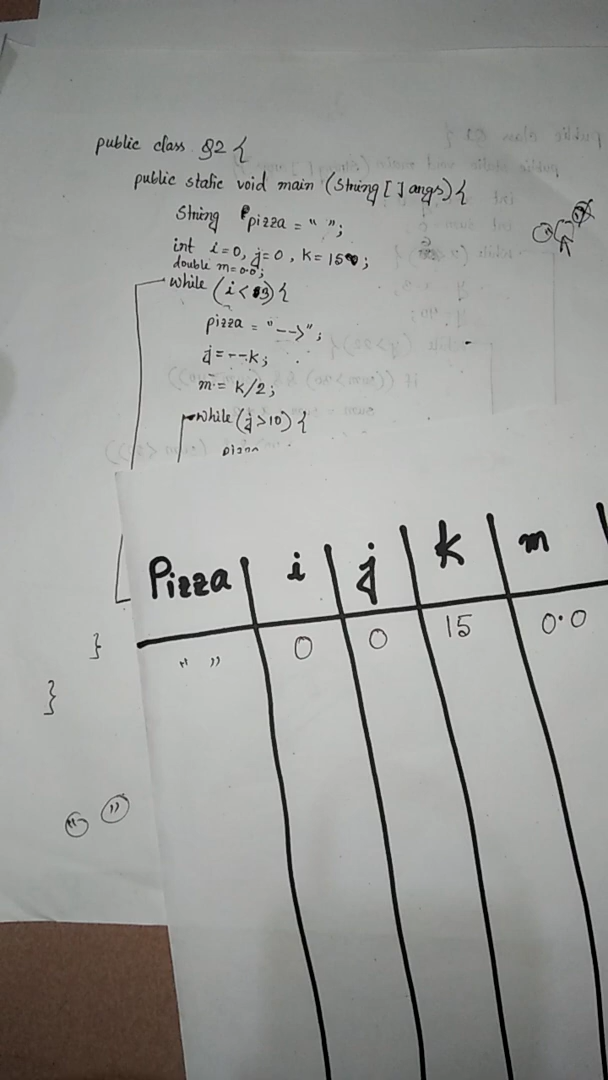 public class Q2 {
public static void main (String [ ] args) {
String pizza = " ";
int i=0, j=0, k=15;
double m=0.0;
while (i<3) {
pizza = "-->";
j = --k;
m = k/2;
while (j>10) {
}
}
" "
Pizza i j k m
" " 0 0 15 0.0